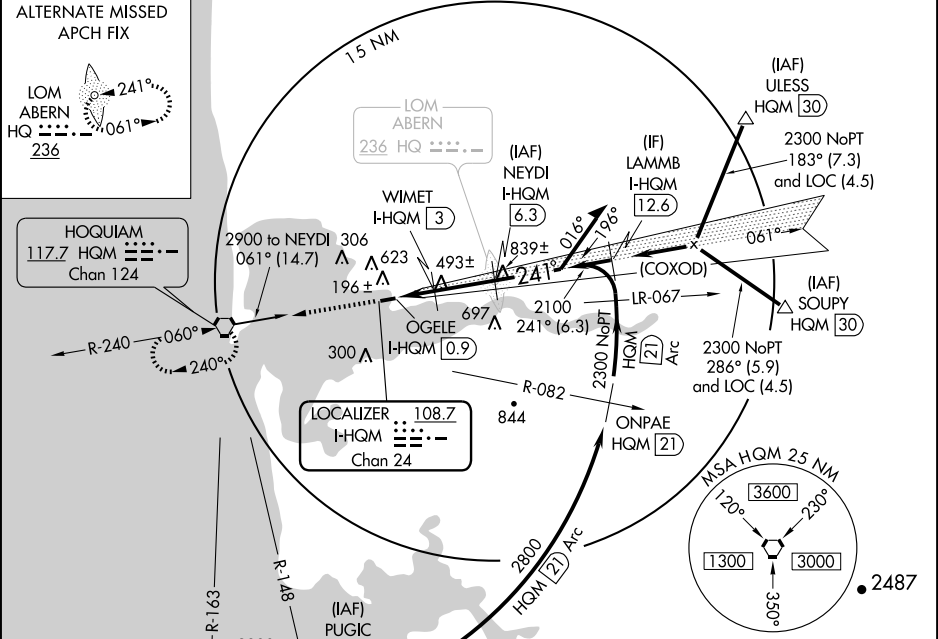 ALTERNATE MISSED
APCH FIX
LOM
ABERN
HQ
236
241°
061°
15 NM
LOM
ABERN
236 HQ
(IAF)
ULESS
HQM 30
2300 NoPT
183° (7.3)
and LOC (4.5)
(IF)
LAMMB
I-HQM
12.6
(IAF)
NEYDI
I-HQM
6.3
WIMET
I-HQM 3
016°
196°
061°
HOQUIAM
117.7 HQM
Chan 124
2900 to NEYDI
061° (14.7)
306
623
196 ±
493±
839±
241°
(COXOD)
LR-067
2100
241° (6.3)
697
OGELE
I-HQM 0.9
300
R-240
060°
240°
(IAF)
SOUPY
HQM 30
2300 NoPT
286° (5.9)
and LOC (4.5)
2300 NoPT
HQM 21 Arc
R-082
844
ONPAE
HQM 21
LOCALIZER 108.7
I-HQM
Chan 24
MSA HQM 25 NM
3600
120°
230°
1300
3000
350°
2487
2800
HQM 21 Arc
R-163
R-148
(IAF)
PUGIC